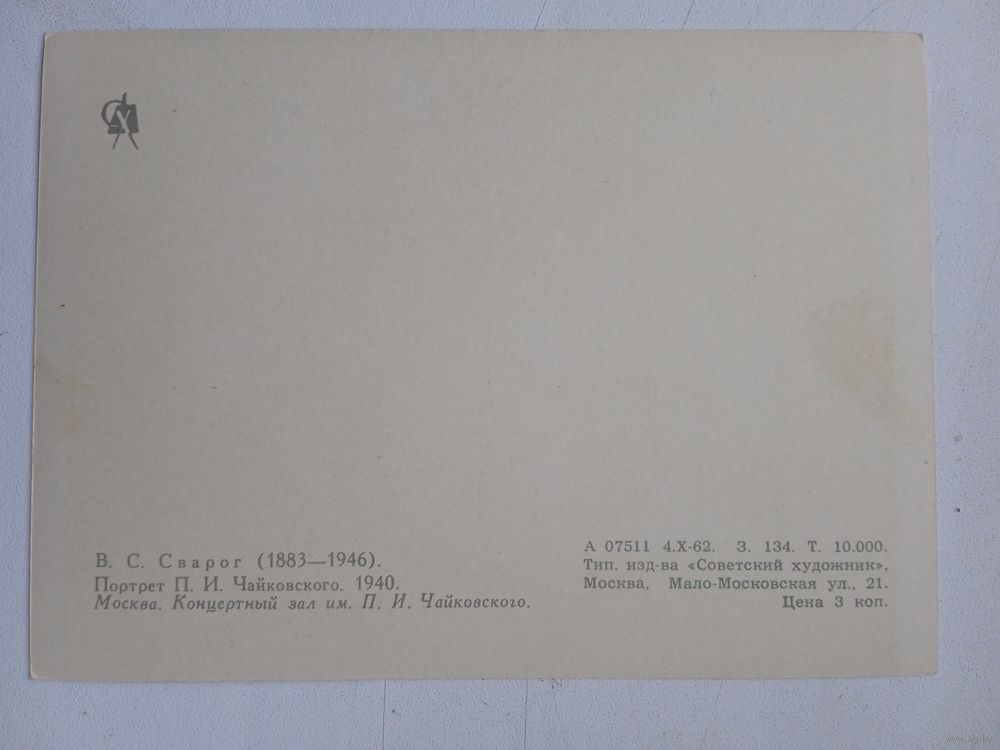 СХ
В. С. Сварог (1883—1946).
Портрет П. И. Чайковского. 1940.
Москва. Концертный зал им. П. И. Чайковского.
А 07511 4.X-62. З. 134. Т. 10.000.
Тип. изд-ва «Советский художник».
Москва, Мало-Московская ул., 21.
Цена 3 коп.